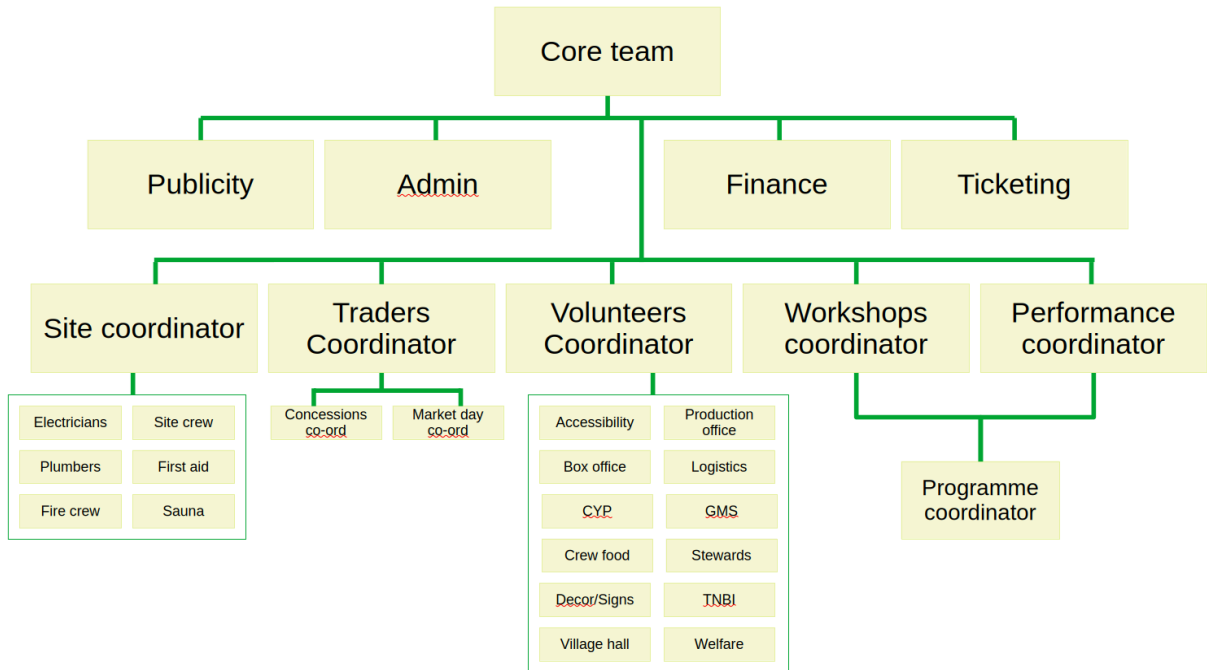 Core team
Publicity
Admin
Finance
Ticketing
Site coordinator
Traders
Coordinator
Volunteers
Coordinator
Workshops
coordinator
Performance
coordinator
Electricians
Site crew
Plumbers
First aid
Fire crew
Sauna
Concessions
co-ord
Market day
co-ord
Accessibility
Production
office
Box office
Logistics
CYP
GMS
Crew food
Stewards
Decor/Signs
TNBI
Village hall
Welfare
Programme
coordinator